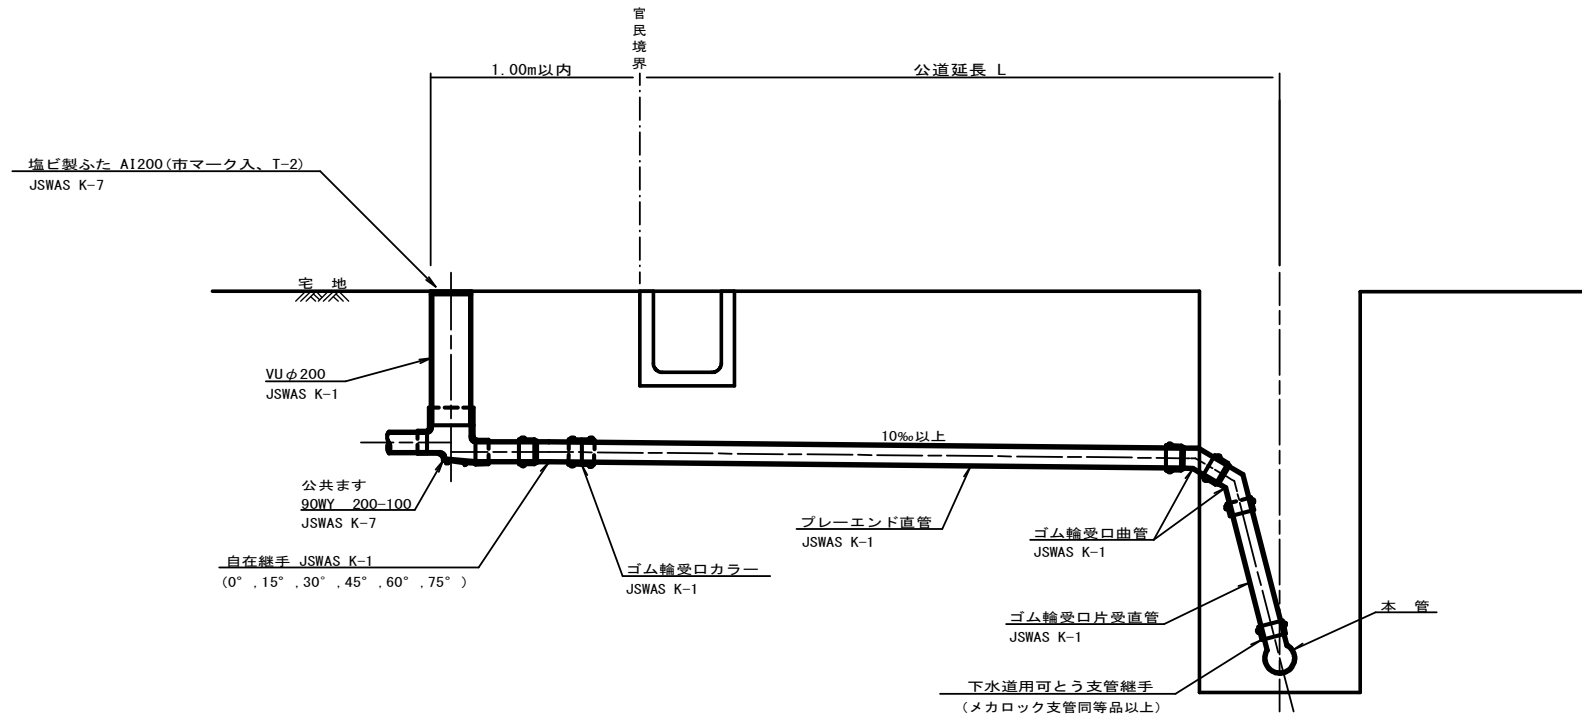 官民境界
1.00m以内
公道延長 L
塩ビ製ふた AI200(市マーク入、T-2)
JSWAS K-7
宅 地
VUφ200
JSWAS K-1
10‰以上
公共ます
90WY 200-100
JSWAS K-7
プレーエンド直管
JSWAS K-1
ゴム輪受口曲管
JSWAS K-1
自在継手 JSWAS K-1
(0° ,15° ,30° ,45° ,60° ,75° )
ゴム輪受口カラー
JSWAS K-1
ゴム輪受口片受直管
JSWAS K-1
本 管
下水道用可とう支管継手
(メカロック支管同等品以上)